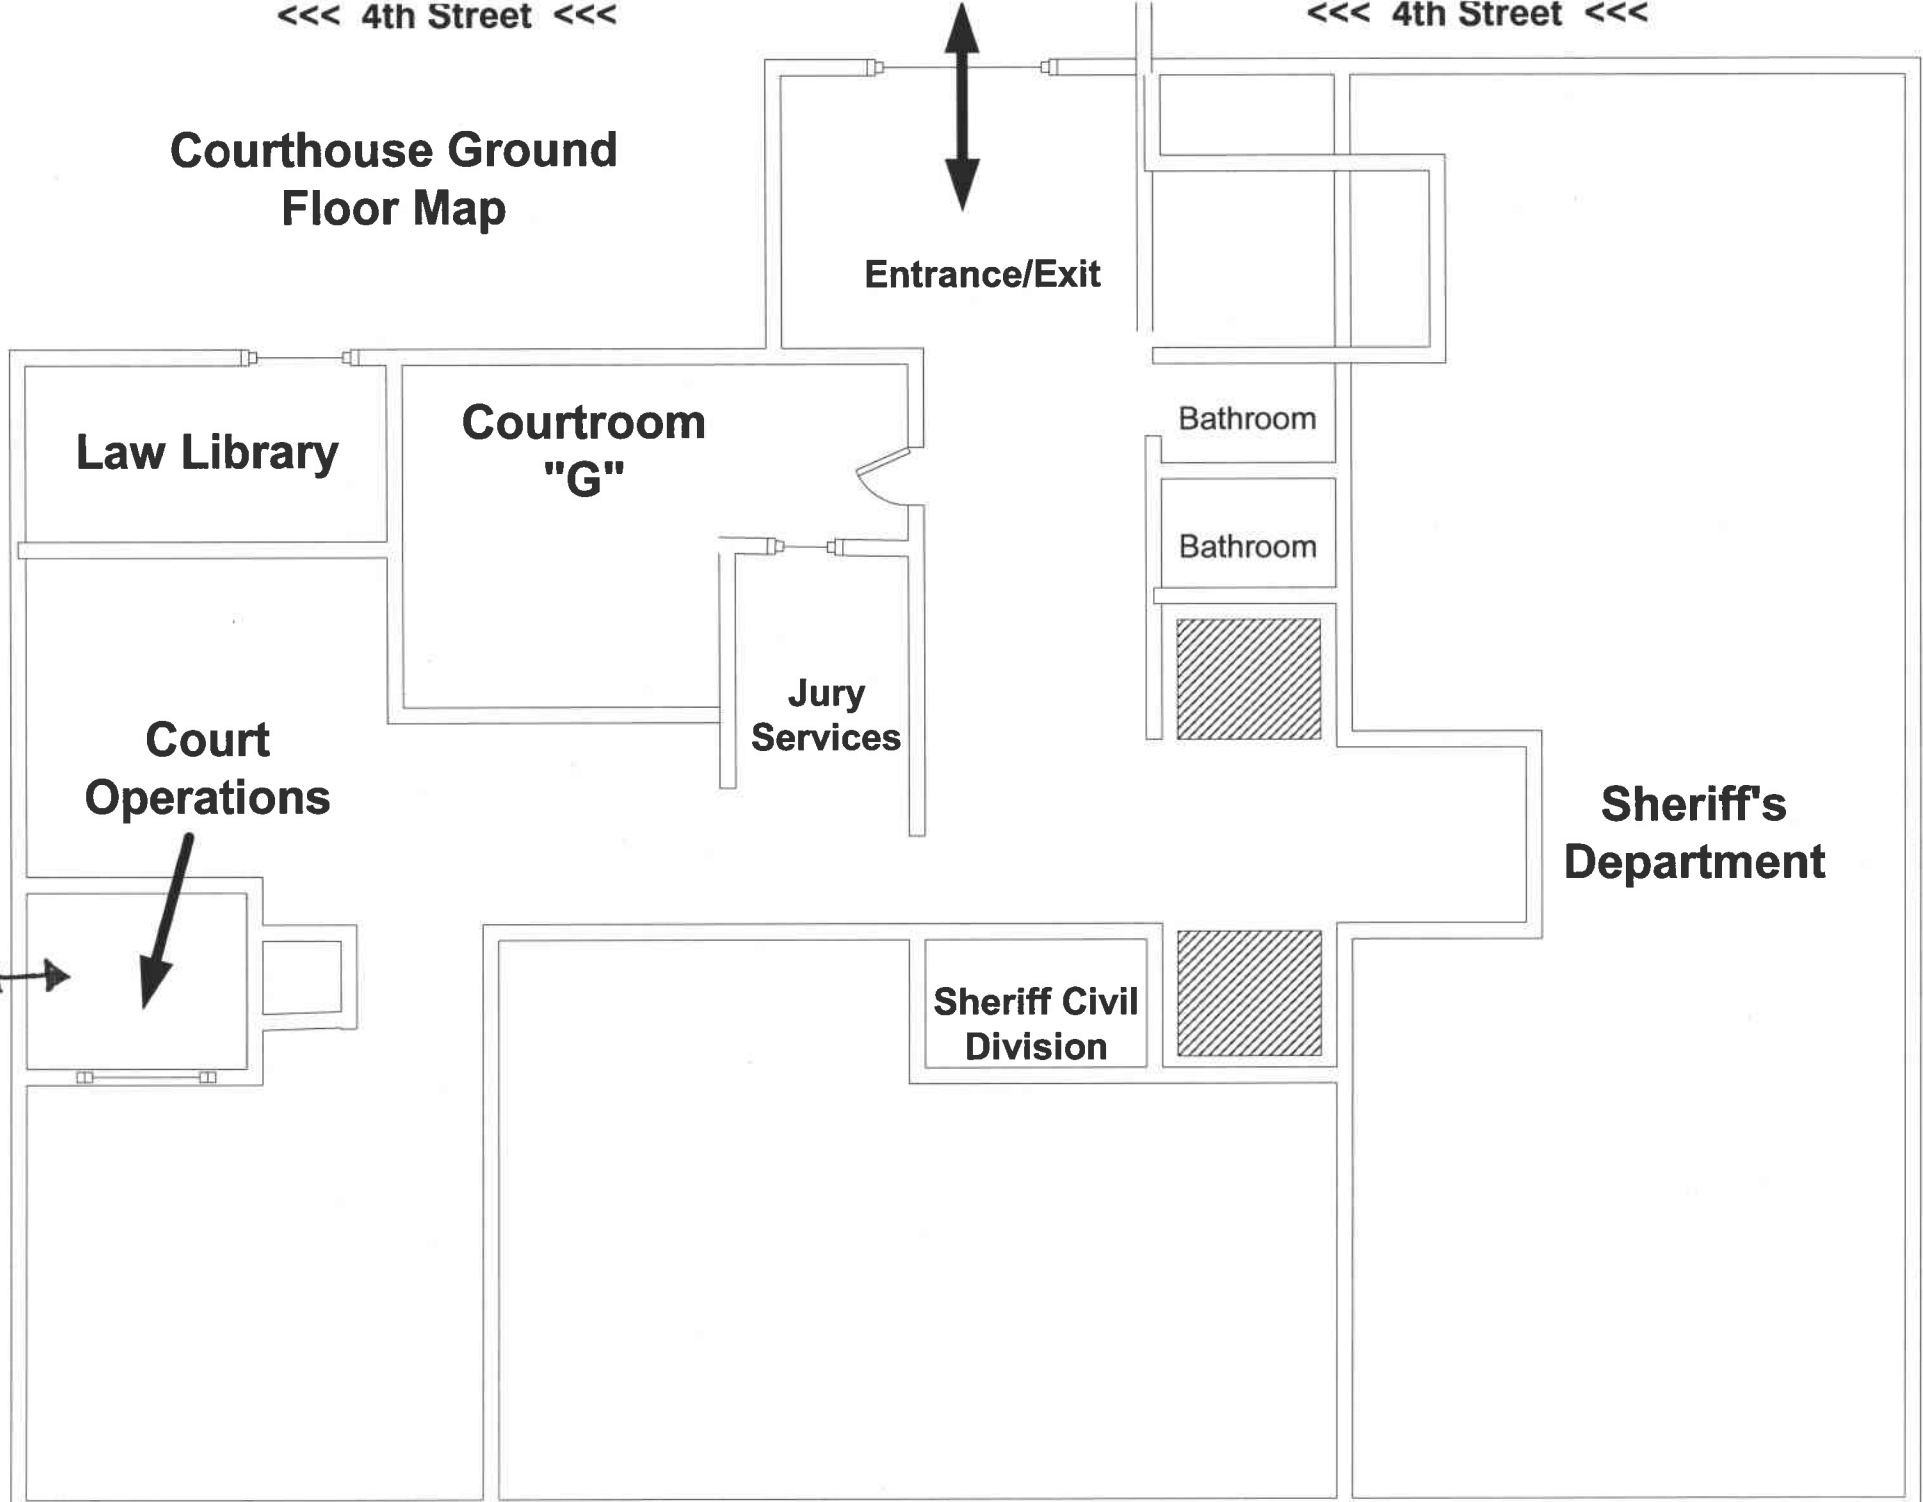 <<< 4th Street <<<
<<< 4th Street <<<
Courthouse Ground
Floor Map
Entrance/Exit
Law Library
Courtroom
"G"
Bathroom
Bathroom
Jury
Services
Court
Operations
Sheriff's
Department
Sheriff Civil
Division